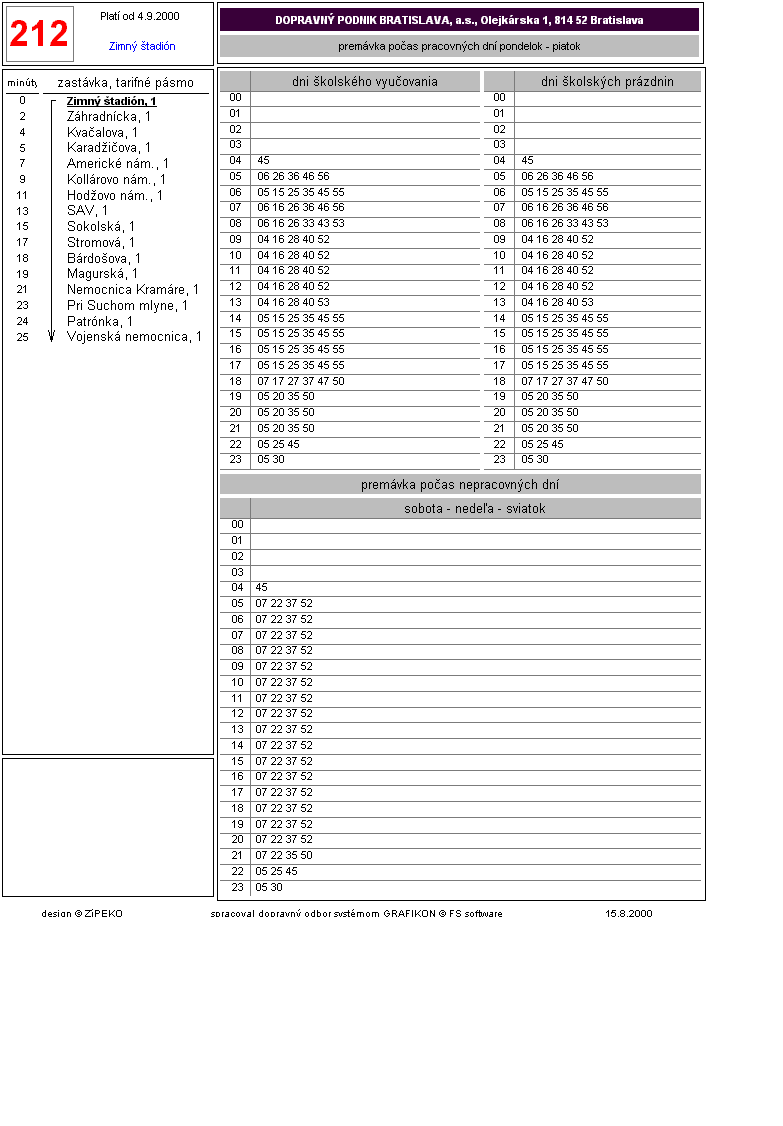 212
Platí od 4.9.2000
Zimný štadión
DOPRAVNÝ PODNIK BRATISLAVA, a.s., Olejkárska 1, 814 52 Bratislava
premávka počas pracovných dní pondelok - piatok
minúty zastávka, tarifné pásmo
0 Zimný štadión, 1
2 Záhradnícka, 1
4 Kvačalova, 1
5 Karadžičova, 1
7 Americké nám., 1
9 Kollárovo nám., 1
11 Hodžovo nám., 1
13 SAV, 1
15 Sokolská, 1
17 Stromová, 1
18 Bárdošova, 1
19 Magurská, 1
21 Nemocnica Kramáre, 1
23 Pri Suchom mlyne, 1
24 Patrónka, 1
25 Vojenská nemocnica, 1
dni školského vyučovania
00
01
02
03
04 45
05 06 26 36 46 56
06 05 15 25 35 45 55
07 06 16 26 36 46 56
08 06 16 26 33 43 53
09 04 16 28 40 52
10 04 16 28 40 52
11 04 16 28 40 52
12 04 16 28 40 52
13 04 16 28 40 53
14 05 15 25 35 45 55
15 05 15 25 35 45 55
16 05 15 25 35 45 55
17 05 15 25 35 45 55
18 07 17 27 37 47 50
19 05 20 35 50
20 05 20 35 50
21 05 20 35 50
22 05 25 45
23 05 30
dni školských prázdnin
00
01
02
03
04 45
05 06 26 36 46 56
06 05 15 25 35 45 55
07 06 16 26 36 46 56
08 06 16 26 33 43 53
09 04 16 28 40 52
10 04 16 28 40 52
11 04 16 28 40 52
12 04 16 28 40 52
13 04 16 28 40 53
14 05 15 25 35 45 55
15 05 15 25 35 45 55
16 05 15 25 35 45 55
17 05 15 25 35 45 55
18 07 17 27 37 47 50
19 05 20 35 50
20 05 20 35 50
21 05 20 35 50
22 05 25 45
23 05 30
premávka počas nepracovných dní
sobota - nedeľa - sviatok
00
01
02
03
04 45
05 07 22 37 52
06 07 22 37 52
07 07 22 37 52
08 07 22 37 52
09 07 22 37 52
10 07 22 37 52
11 07 22 37 52
12 07 22 37 52
13 07 22 37 52
14 07 22 37 52
15 07 22 37 52
16 07 22 37 52
17 07 22 37 52
18 07 22 37 52
19 07 22 37 52
20 07 22 37 52
21 07 22 35 50
22 05 25 45
23 05 30
design © ZiPEKO spracoval dopravný odbor systémom GRAFIKON © FS software 15.8.2000